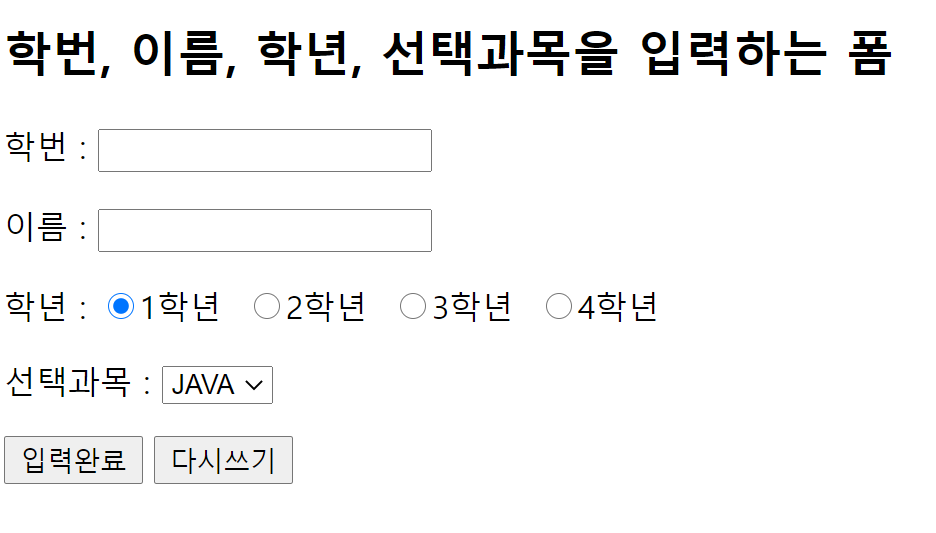 학번, 이름, 학년, 선택과목을 입력하는 폼
학번 :
이름 :
학년 : 1학년 2학년 3학년 4학년
선택과목 : JAVA
입력완료 다시쓰기